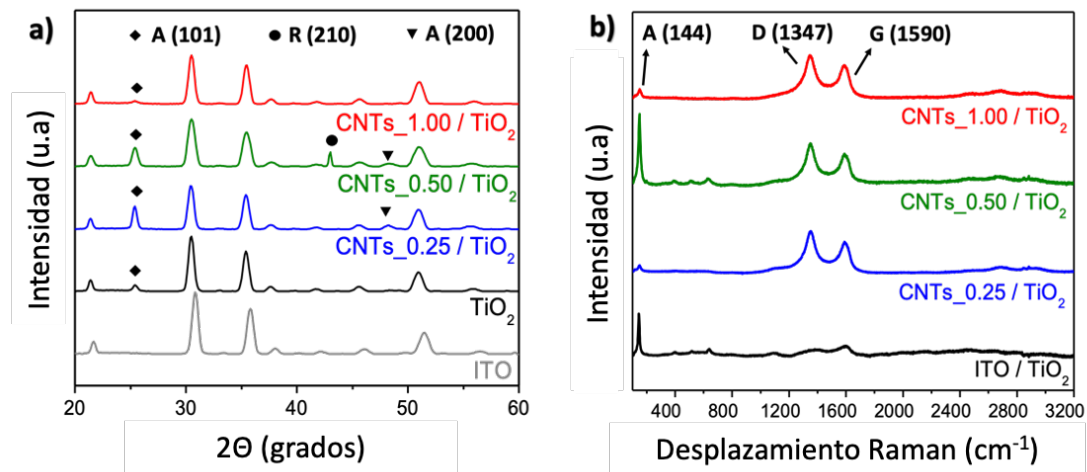 a)
◆ A (101) ● R (210) ▼ A (200)
CNTs_1.00 / TiO₂
CNTs_0.50 / TiO₂
CNTs_0.25 / TiO₂
TiO₂
ITO
20 30 40 50 60
2Θ (grados)
Intensidad (u.a)
b)
A (144) D (1347) G (1590)
CNTs_1.00 / TiO₂
CNTs_0.50 / TiO₂
CNTs_0.25 / TiO₂
ITO / TiO₂
400 800 1200 1600 2000 2400 2800 3200
Desplazamiento Raman (cm⁻¹)
Intensidad (u.a)